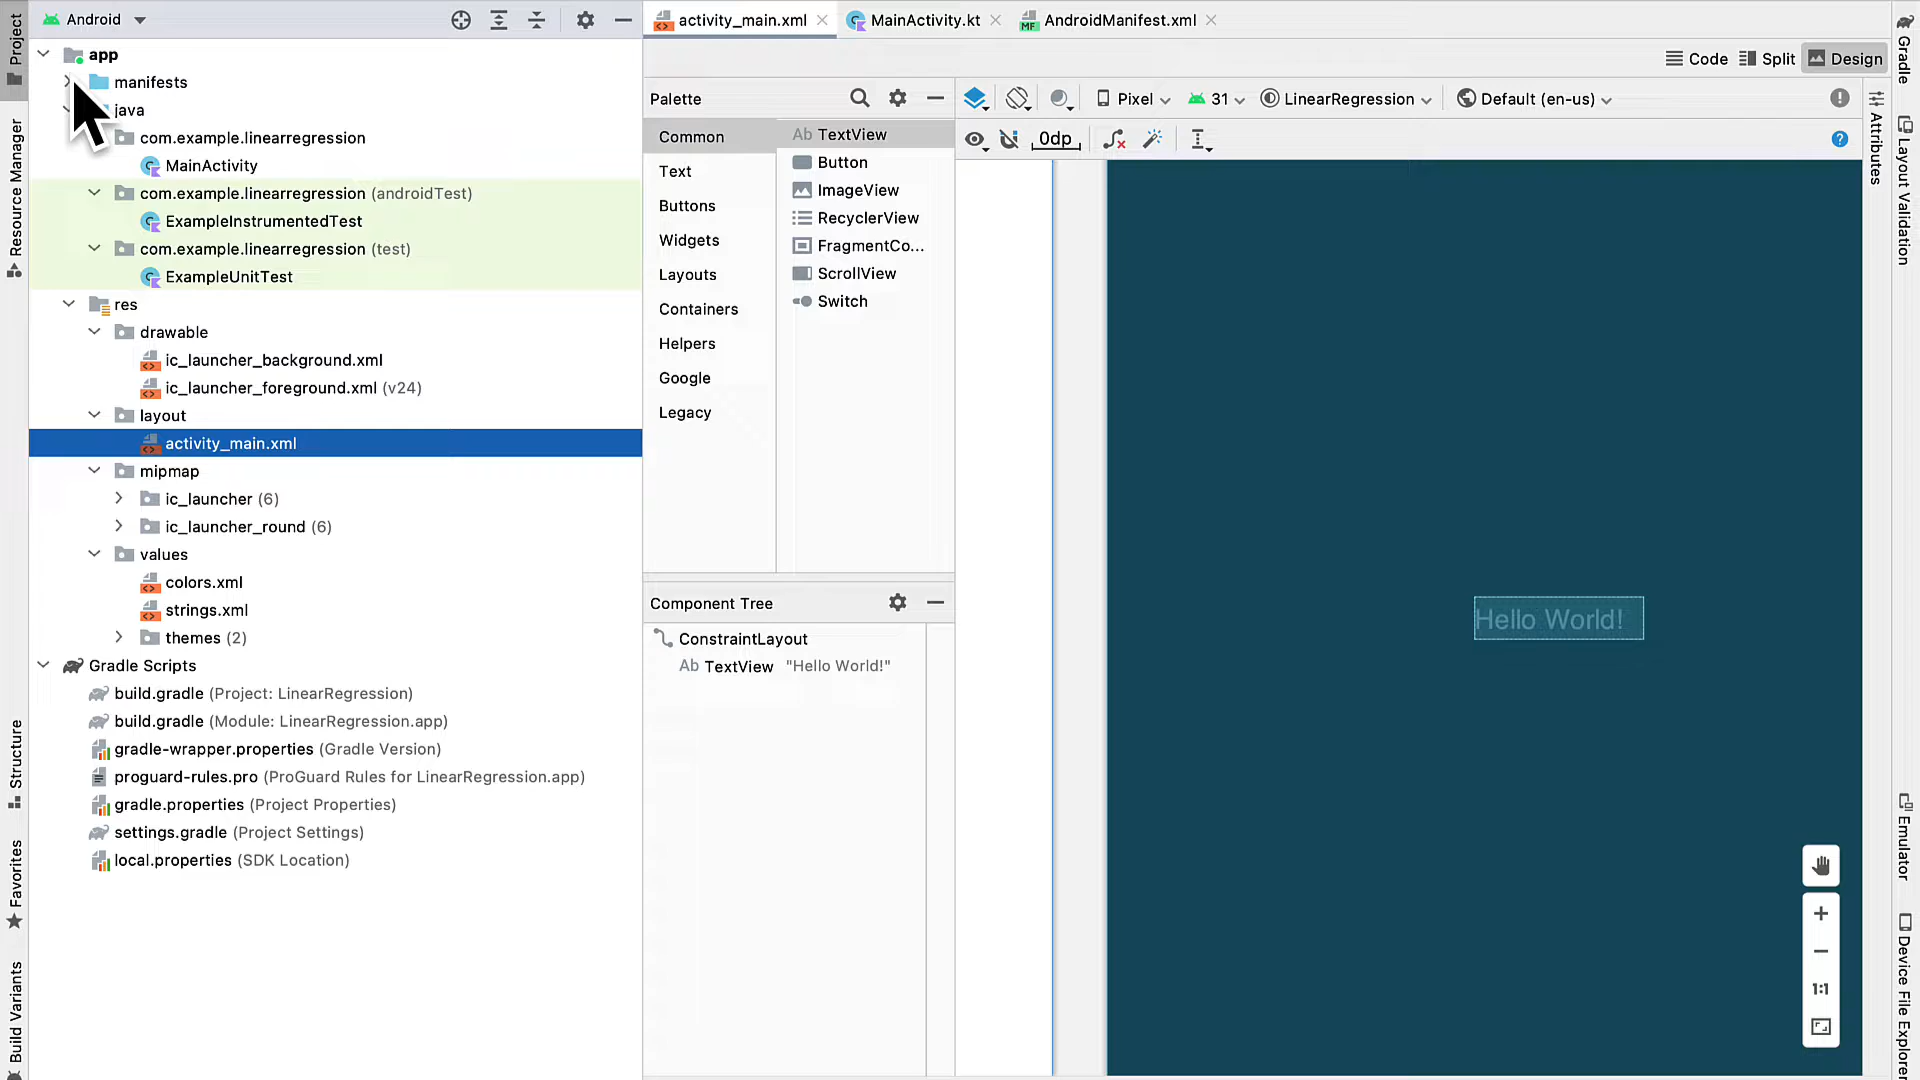 Android
activity_main.xml
MainActivity.kt
AndroidManifest.xml
Code
Split
Design
Project
Resource Manager
Structure
Favorites
Build Variants
app
manifests
java
com.example.linearregression
MainActivity
com.example.linearregression (androidTest)
ExampleInstrumentedTest
com.example.linearregression (test)
ExampleUnitTest
res
drawable
ic_launcher_background.xml
ic_launcher_foreground.xml (v24)
layout
activity_main.xml
mipmap
ic_launcher (6)
ic_launcher_round (6)
values
colors.xml
strings.xml
themes (2)
Gradle Scripts
build.gradle (Project: LinearRegression)
build.gradle (Module: LinearRegression.app)
gradle-wrapper.properties (Gradle Version)
proguard-rules.pro (ProGuard Rules for LinearRegression.app)
gradle.properties (Project Properties)
settings.gradle (Project Settings)
local.properties (SDK Location)
Palette
Common
Text
Buttons
Widgets
Layouts
Containers
Helpers
Google
Legacy
Ab TextView
Button
ImageView
RecyclerView
FragmentCo...
ScrollView
Switch
Component Tree
ConstraintLayout
Ab TextView "Hello World!"
Pixel
31
LinearRegression
Default (en-us)
0dp
Hello World!
1:1
Attributes
Gradle
Layout Validation
Emulator
Device File Explorer